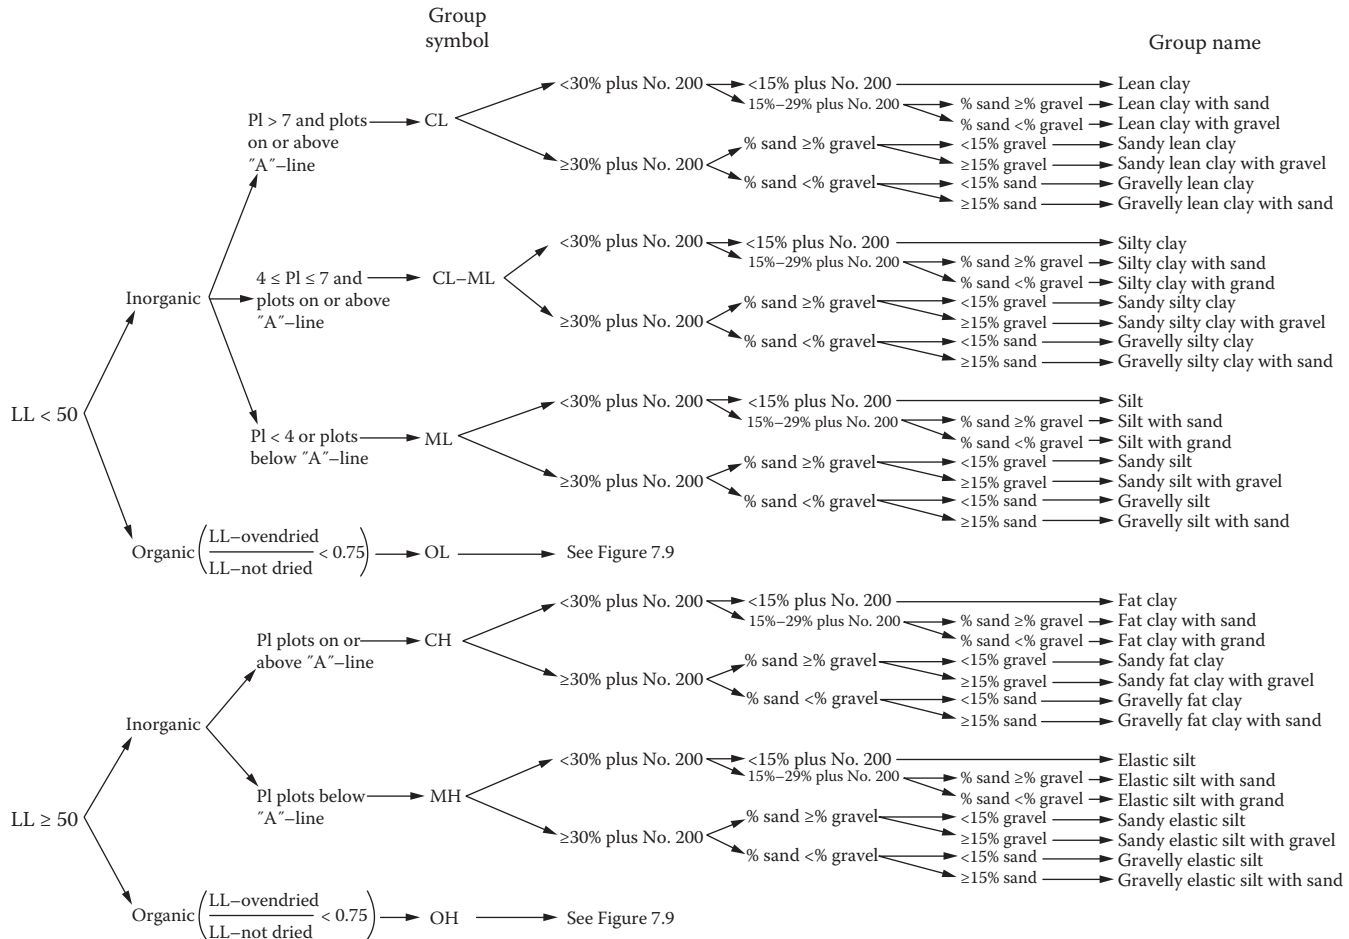 Group
symbol
Group name
<30% plus No. 200
<15% plus No. 200
Lean clay
15%–29% plus No. 200
% sand ≥% gravel
Lean clay with sand
% sand <% gravel
Lean clay with gravel
Pl > 7 and plots
on or above
"A"–line
CL
≥30% plus No. 200
% sand ≥% gravel
<15% gravel
Sandy lean clay
≥15% gravel
Sandy lean clay with gravel
% sand <% gravel
<15% sand
Gravelly lean clay
≥15% sand
Gravelly lean clay with sand
<30% plus No. 200
<15% plus No. 200
Silty clay
15%–29% plus No. 200
% sand ≥% gravel
Silty clay with sand
% sand <% gravel
Silty clay with grand
Inorganic
4 ≤ Pl ≤ 7 and
plots on or above
"A"–line
CL–ML
≥30% plus No. 200
% sand ≥% gravel
<15% gravel
Sandy silty clay
≥15% gravel
Sandy silty clay with gravel
% sand <% gravel
<15% sand
Gravelly silty clay
≥15% sand
Gravelly silty clay with sand
LL < 50
<30% plus No. 200
<15% plus No. 200
Silt
15%–29% plus No. 200
% sand ≥% gravel
Silt with sand
% sand <% gravel
Silt with grand
Pl < 4 or plots
below "A"–line
ML
≥30% plus No. 200
% sand ≥% gravel
<15% gravel
Sandy silt
≥15% gravel
Sandy silt with gravel
% sand <% gravel
<15% sand
Gravelly silt
≥15% sand
Gravelly silt with sand
Organic (LL–ovendried
LL–not dried < 0.75)
OL
See Figure 7.9
<30% plus No. 200
<15% plus No. 200
Fat clay
15%–29% plus No. 200
% sand ≥% gravel
Fat clay with sand
% sand <% gravel
Fat clay with grand
Pl plots on or
above "A"–line
CH
≥30% plus No. 200
% sand ≥% gravel
<15% gravel
Sandy fat clay
≥15% gravel
Sandy fat clay with gravel
% sand <% gravel
<15% sand
Gravelly fat clay
≥15% sand
Gravelly fat clay with sand
Inorganic
LL ≥ 50
<30% plus No. 200
<15% plus No. 200
Elastic silt
15%–29% plus No. 200
% sand ≥% gravel
Elastic silt with sand
% sand <% gravel
Elastic silt with grand
Pl plots below
"A"–line
MH
≥30% plus No. 200
% sand ≥% gravel
<15% gravel
Sandy elastic silt
≥15% gravel
Sandy elastic silt with gravel
% sand <% gravel
<15% sand
Gravelly elastic silt
≥15% sand
Gravelly elastic silt with sand
Organic (LL–ovendried
LL–not dried < 0.75)
OH
See Figure 7.9